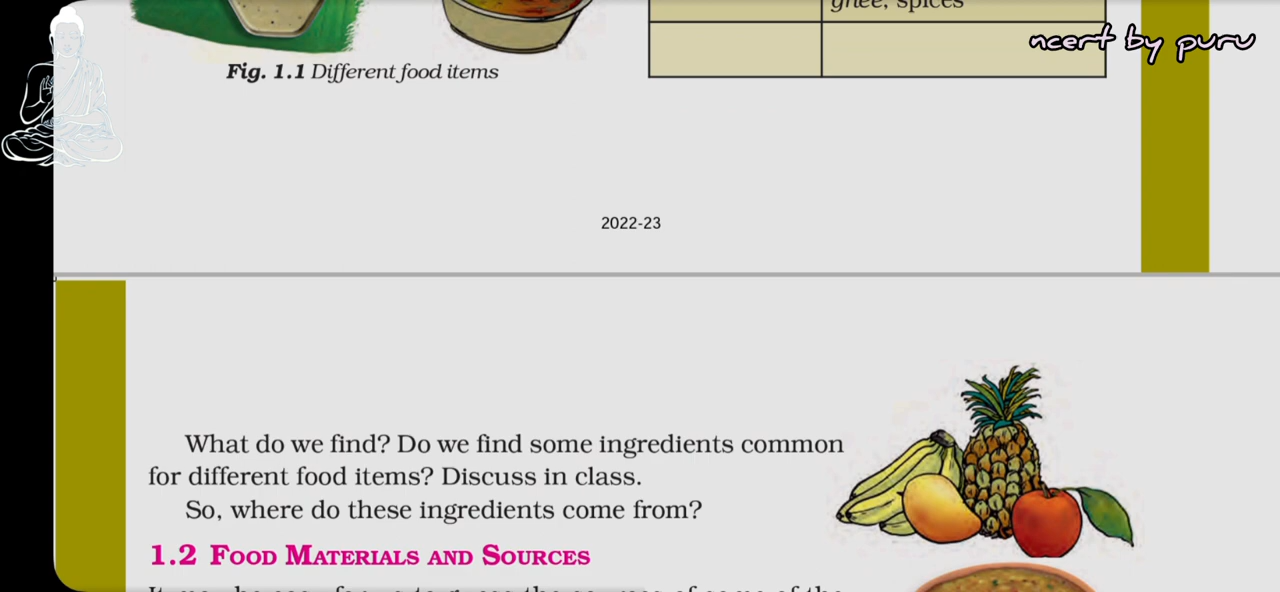 ghee, spices
ncert by puru
Fig. 1.1 Different food items
2022-23
What do we find? Do we find some ingredients common
for different food items? Discuss in class.
So, where do these ingredients come from?
1.2 FOOD MATERIALS AND SOURCES